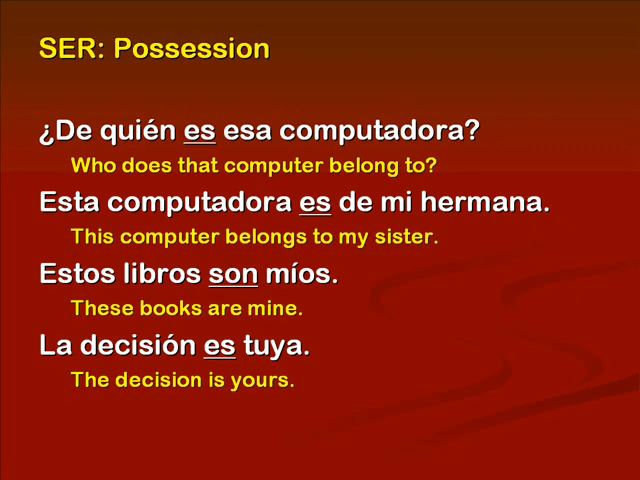 SER: Possession
¿De quién es esa computadora?
Who does that computer belong to?
Esta computadora es de mi hermana.
This computer belongs to my sister.
Estos libros son míos.
These books are mine.
La decisión es tuya.
The decision is yours.